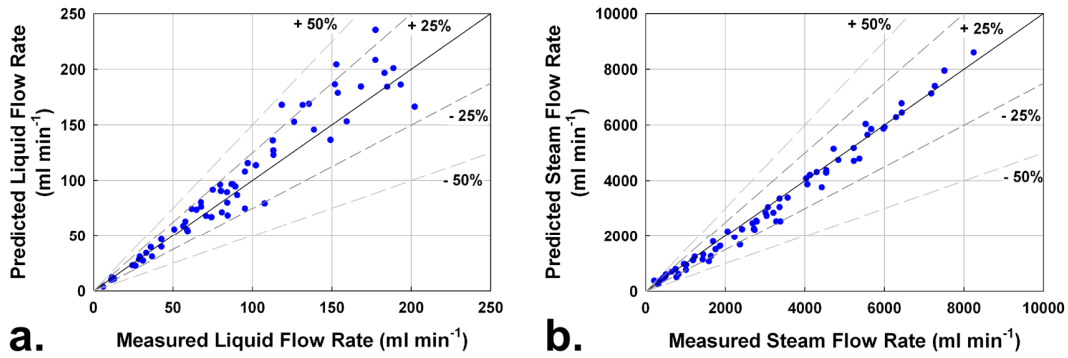 Predicted Liquid Flow Rate
(ml min⁻¹)
250
200
150
100
50
0
0 50 100 150 200 250
+ 50%
+ 25%
- 25%
- 50%
Measured Liquid Flow Rate (ml min⁻¹)
a.
Predicted Steam Flow Rate
(ml min⁻¹)
10000
8000
6000
4000
2000
0
0 2000 4000 6000 8000 10000
+ 50%
+ 25%
- 25%
- 50%
Measured Steam Flow Rate (ml min⁻¹)
b.